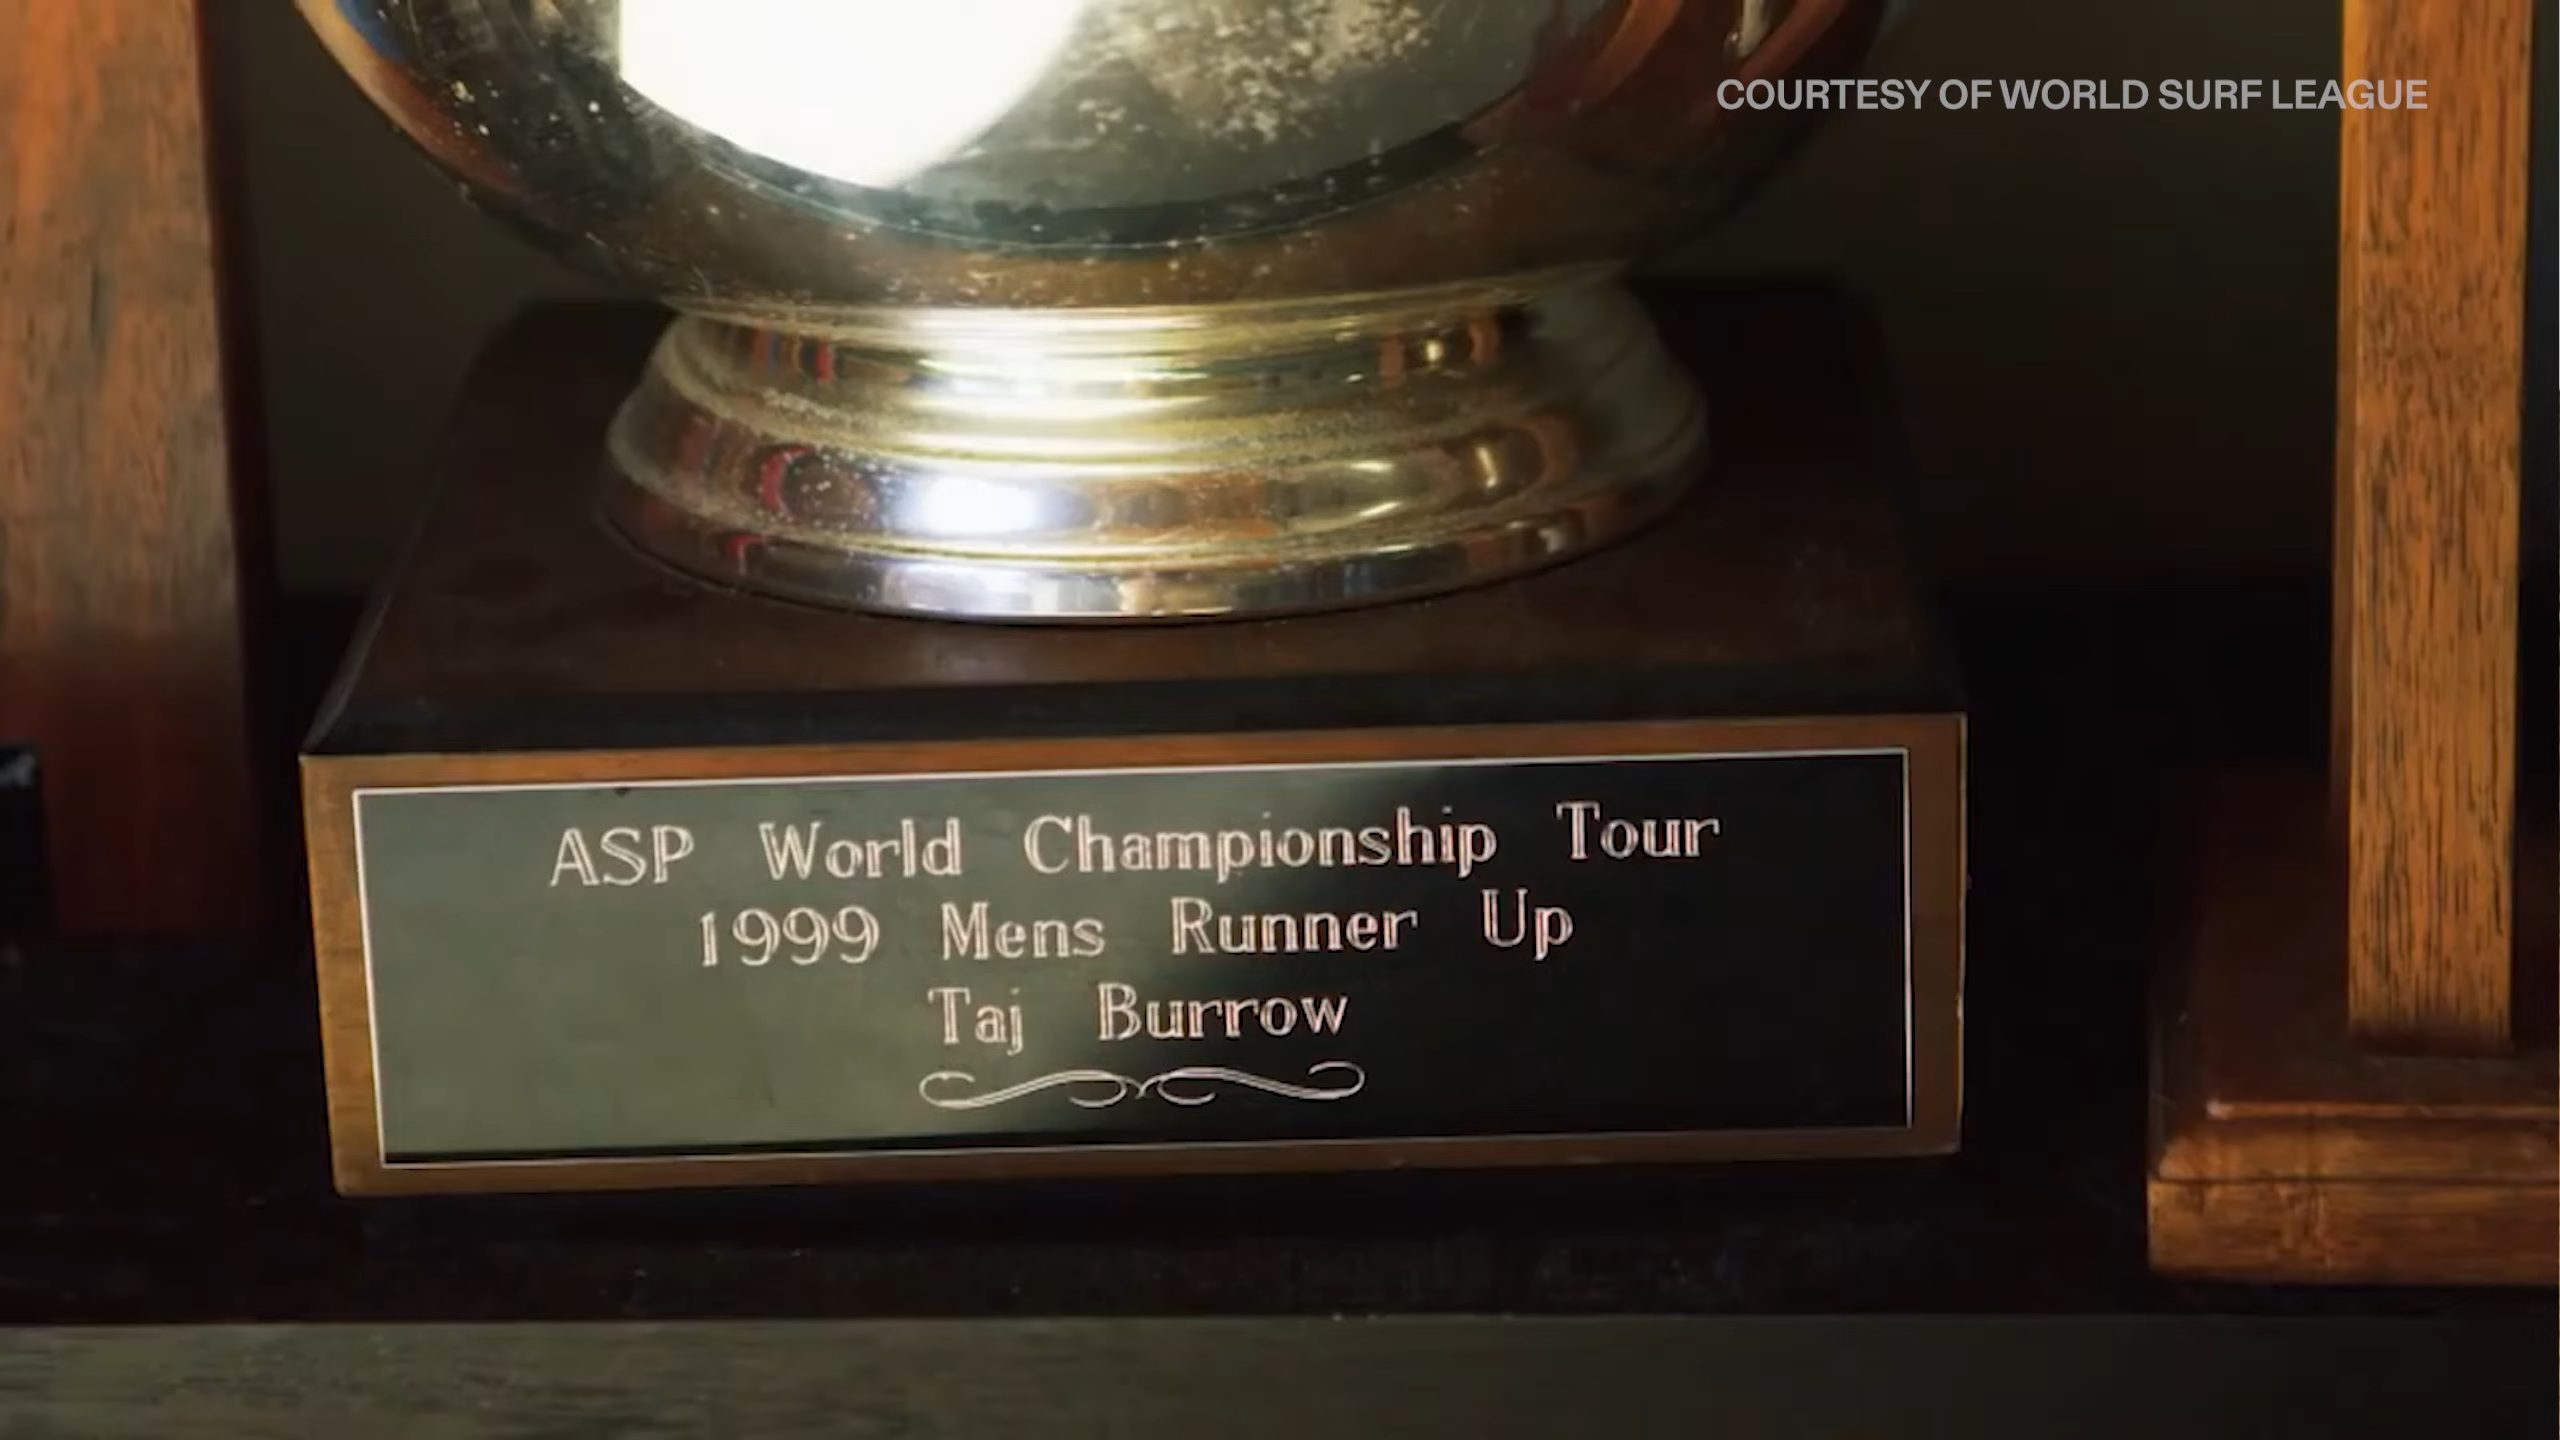 COURTESY OF WORLD SURF LEAGUE
ASP World Championship Tour
1999 Mens Runner Up
Taj Burrow